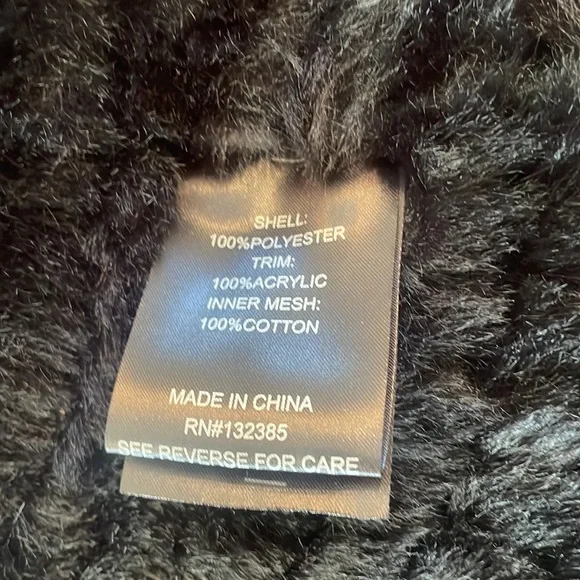 SHELL:
100%POLYESTER
TRIM:
100%ACRYLIC
INNER MESH:
100%COTTON
MADE IN CHINA
RN#132385
SEE REVERSE FOR CARE